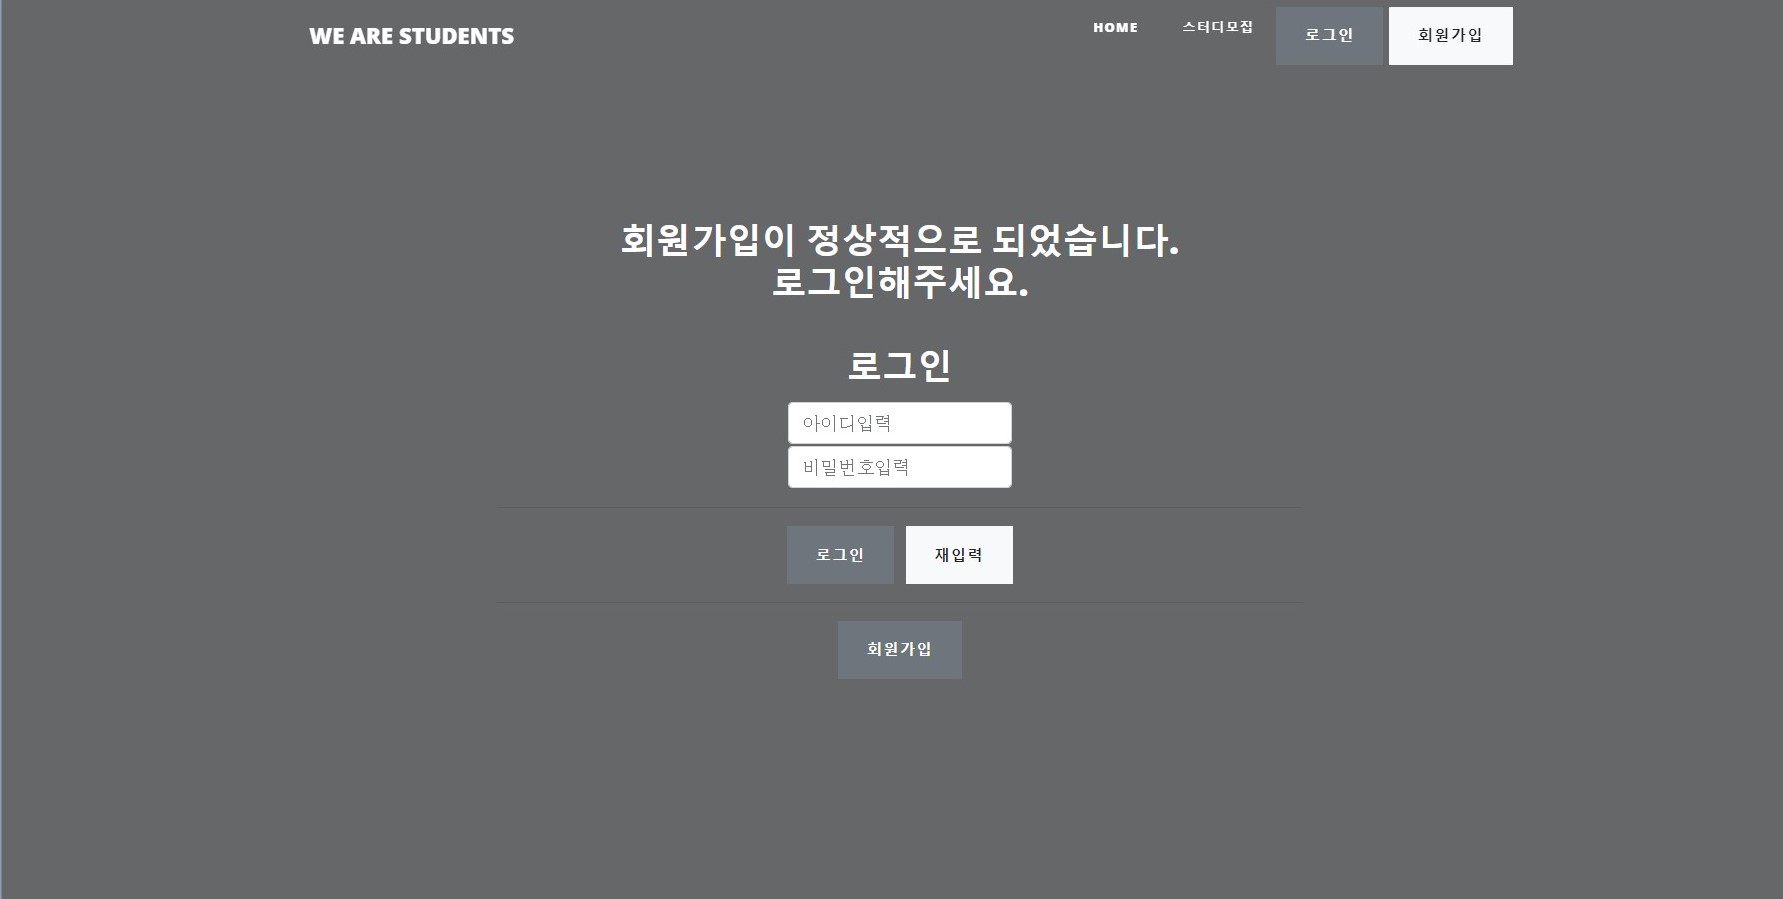 WE ARE STUDENTS
HOME
스터디모집
로그인
회원가입
회원가입이 정상적으로 되었습니다.
로그인해주세요.
로그인
아이디입력
비밀번호입력
로그인
재입력
회원가입